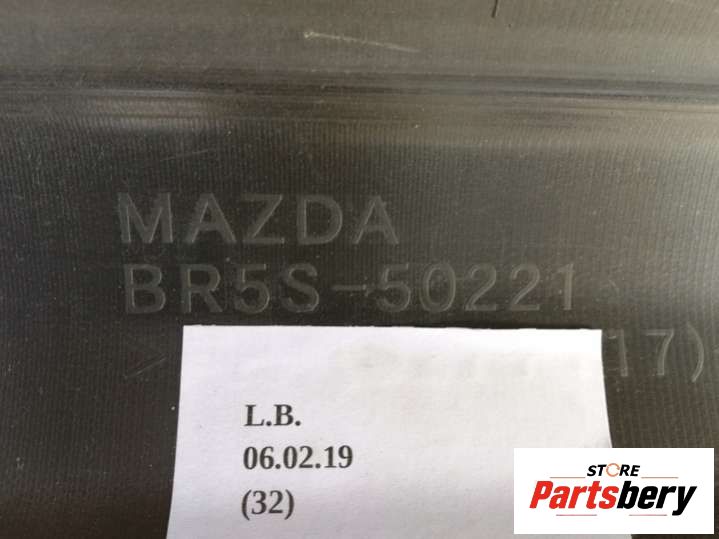 MAZDA
BR5S-50221
> 17)
L.B.
06.02.19
(32)
STORE
Partsbery